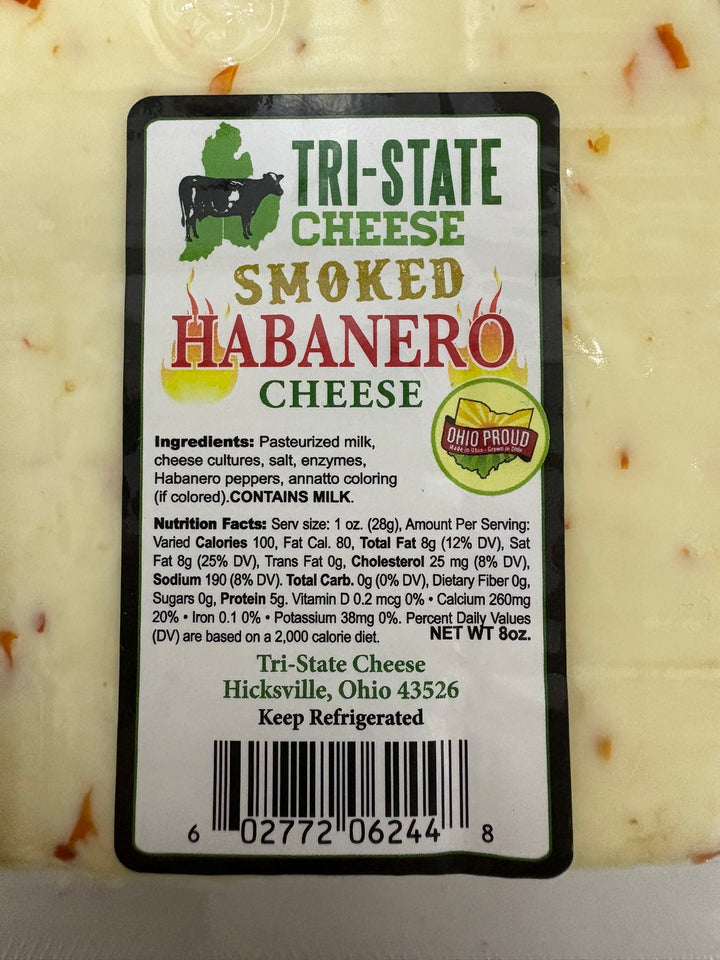 TRI-STATE
CHEESE
SMOKED
HABANERO
CHEESE
OHIO PROUD
Made in Ohio · Grown in Ohio
Ingredients: Pasteurized milk,
cheese cultures, salt, enzymes,
Habanero peppers, annatto coloring
(if colored).CONTAINS MILK.
Nutrition Facts: Serv size: 1 oz. (28g), Amount Per Serving:
Varied Calories 100, Fat Cal. 80, Total Fat 8g (12% DV), Sat
Fat 8g (25% DV), Trans Fat 0g, Cholesterol 25 mg (8% DV),
Sodium 190 (8% DV). Total Carb. 0g (0% DV), Dietary Fiber 0g,
Sugars 0g, Protein 5g. Vitamin D 0.2 mcg 0% • Calcium 260mg
20% • Iron 0.1 0% • Potassium 38mg 0%. Percent Daily Values
(DV) are based on a 2,000 calorie diet. NET WT 8oz.
Tri-State Cheese
Hicksville, Ohio 43526
Keep Refrigerated
6 02772 06244 8